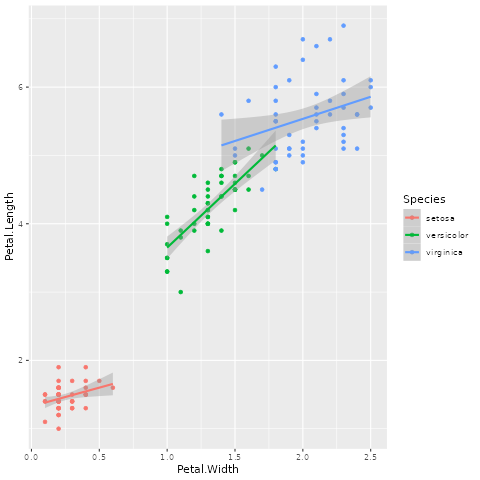 Petal.Length
6
4
2
0.0 0.5 1.0 1.5 2.0 2.5
Petal.Width
Species
setosa
versicolor
virginica